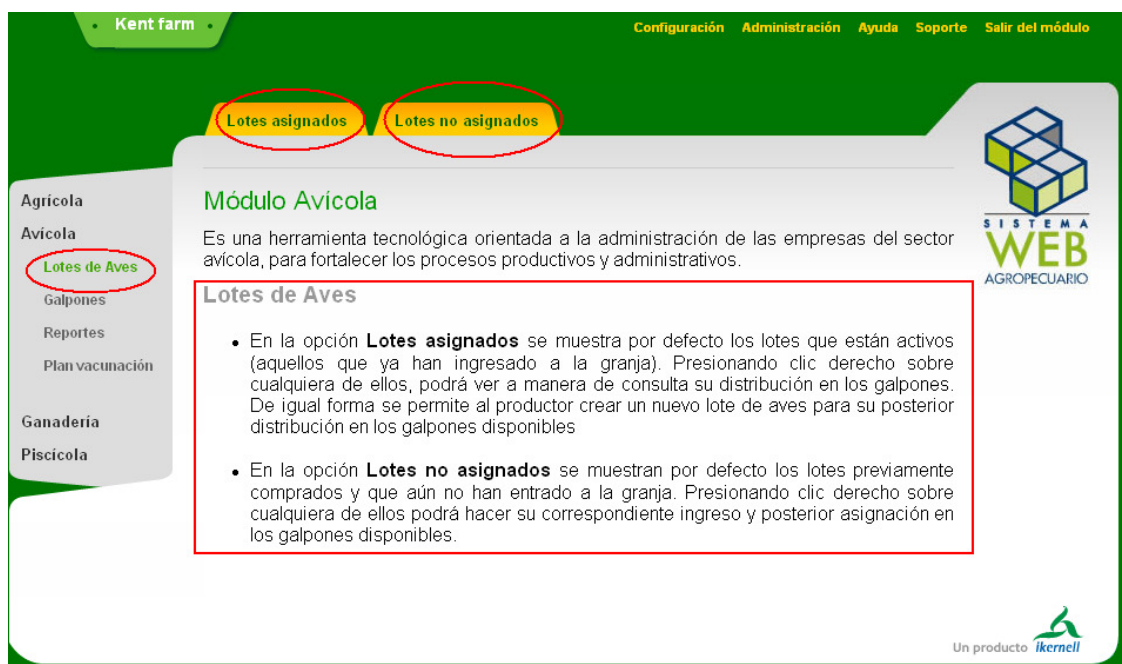 Kent farm
Configuración Administración Ayuda Soporte Salir del módulo
Lotes asignados Lotes no asignados
Agrícola
Avícola
Lotes de Aves
Galpones
Reportes
Plan vacunación
Ganadería
Piscícola
Módulo Avícola
Es una herramienta tecnológica orientada a la administración de las empresas del sector
avícola, para fortalecer los procesos productivos y administrativos.
Lotes de Aves
• En la opción Lotes asignados se muestra por defecto los lotes que están activos
(aquellos que ya han ingresado a la granja). Presionando clic derecho sobre
cualquiera de ellos, podrá ver a manera de consulta su distribución en los galpones.
De igual forma se permite al productor crear un nuevo lote de aves para su posterior
distribución en los galpones disponibles
• En la opción Lotes no asignados se muestran por defecto los lotes previamente
comprados y que aún no han entrado a la granja. Presionando clic derecho sobre
cualquiera de ellos podrá hacer su correspondiente ingreso y posterior asignación en
los galpones disponibles.
SISTEMA
WEB
AGROPECUARIO
Un producto ikernell